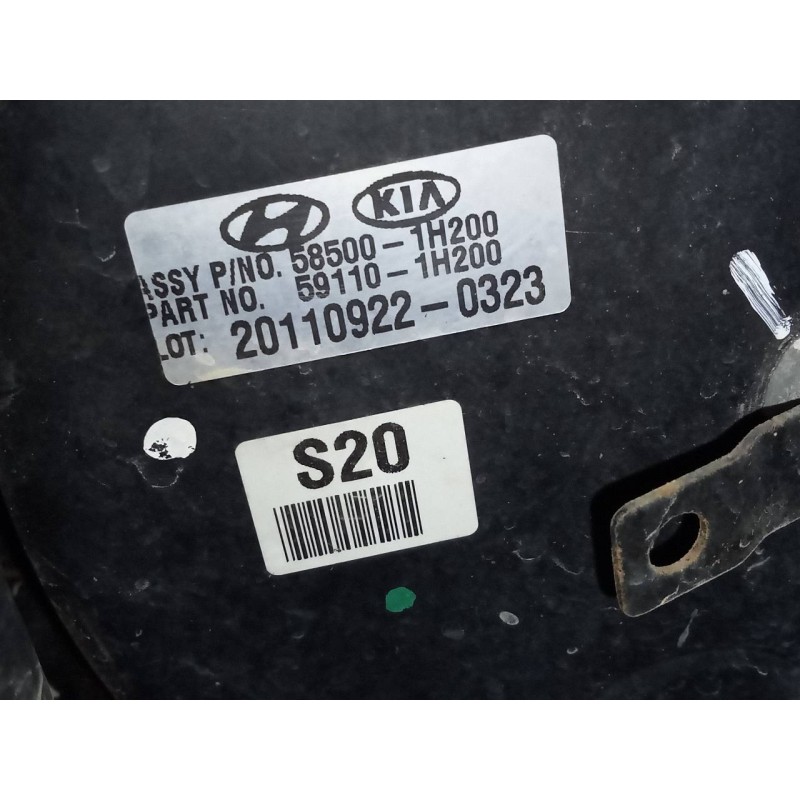 KIA
ASSY P/NO. 58500-1H200
PART NO. 59110-1H200
LOT: 20110922-0323
S20